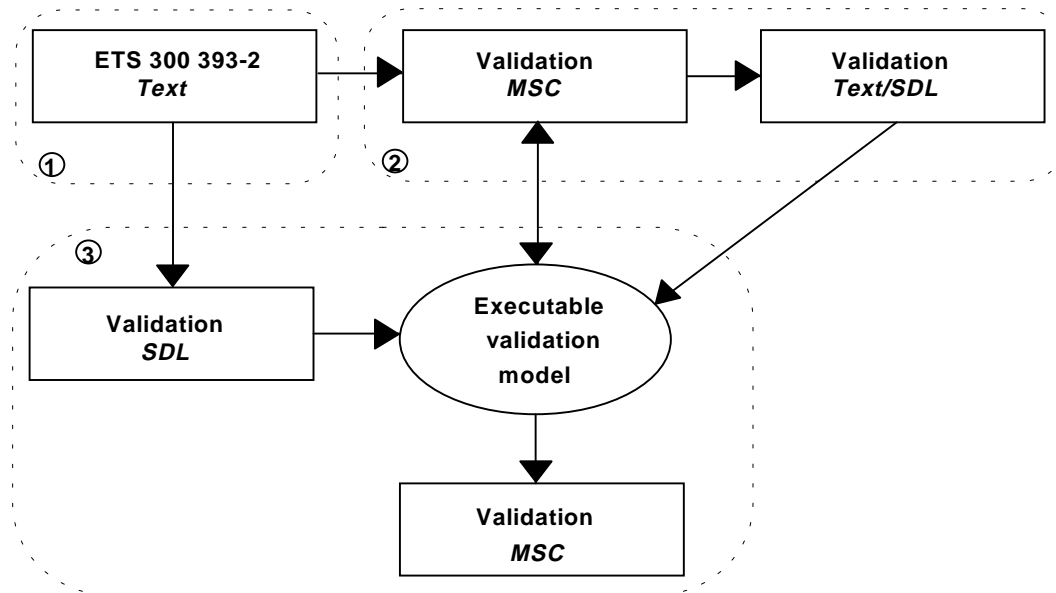 ETS 300 393-2
Text
Validation
MSC
Validation
Text/SDL
①
②
③
Validation
SDL
Executable
validation
model
Validation
MSC